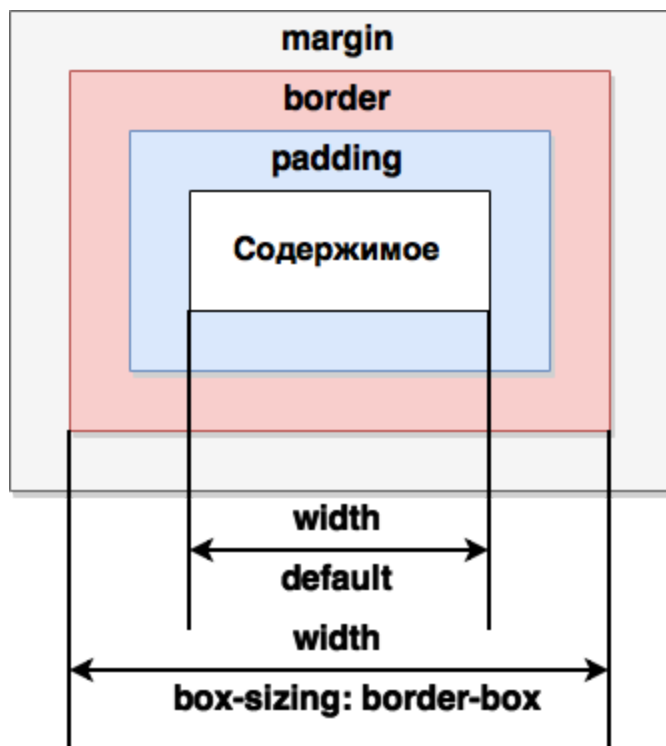 margin
border
padding
Содержимое
width
default
width
box-sizing: border-box